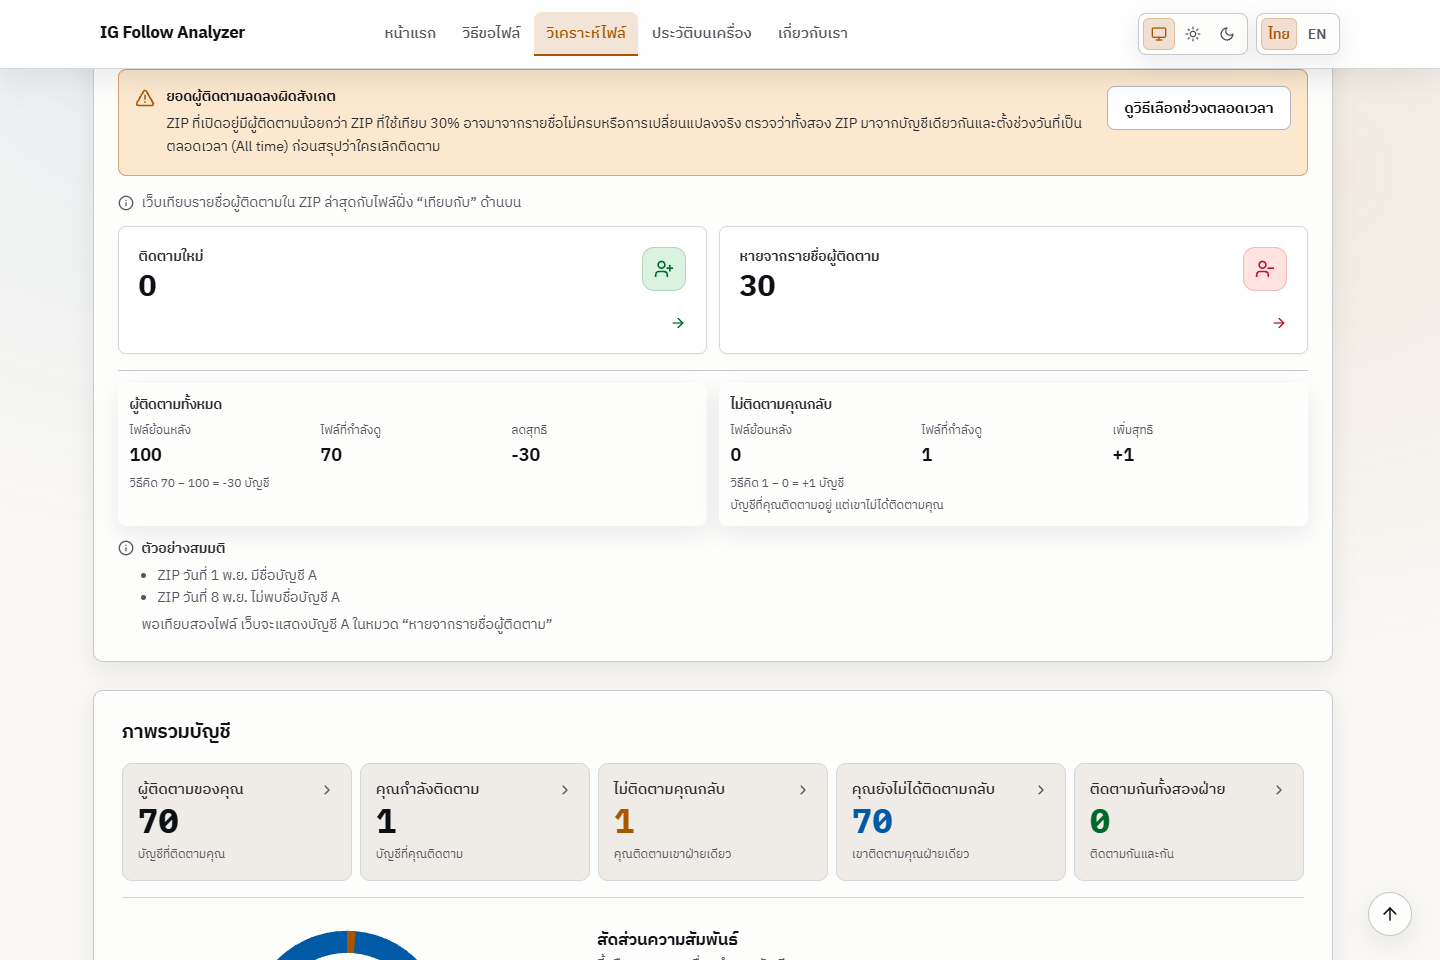 IG Follow Analyzer
หน้าแรก
วิธีขอไฟล์
วิเคราะห์ไฟล์
ประวัติบนเครื่อง
เกี่ยวกับเรา
ไทย
EN
ยอดผู้ติดตามลดลงผิดสังเกต
ZIP ที่เปิดอยู่มีผู้ติดตามน้อยกว่า ZIP ที่ใช้เทียบ 30% อาจมาจากรายชื่อไม่ครบหรือการเปลี่ยนแปลงจริง ตรวจว่าทั้งสอง ZIP มาจากบัญชีเดียวกันและตั้งช่วงวันที่เป็น
ตลอดเวลา (All time) ก่อนสรุปว่าใครเลิกติดตาม
ดูวิธีเลือกช่วงตลอดเวลา
เว็บเทียบรายชื่อผู้ติดตามใน ZIP ล่าสุดกับไฟล์ฝั่ง “เทียบกับ” ด้านบน
ติดตามใหม่
0
หายจากรายชื่อผู้ติดตาม
30
ผู้ติดตามทั้งหมด
ไฟล์ย้อนหลัง
ไฟล์ที่กำลังดู
ลดสุทธิ
100
70
-30
วิธีคิด 70 – 100 = -30 บัญชี
ไม่ติดตามคุณกลับ
ไฟล์ย้อนหลัง
ไฟล์ที่กำลังดู
เพิ่มสุทธิ
0
1
+1
วิธีคิด 1 – 0 = +1 บัญชี
บัญชีที่คุณติดตามอยู่ แต่เขาไม่ได้ติดตามคุณ
ตัวอย่างสมมติ
• ZIP วันที่ 1 พ.ย. มีชื่อบัญชี A
• ZIP วันที่ 8 พ.ย. ไม่พบชื่อบัญชี A
พอเทียบสองไฟล์ เว็บจะแสดงบัญชี A ในหมวด “หายจากรายชื่อผู้ติดตาม”
ภาพรวมบัญชี
ผู้ติดตามของคุณ
70
บัญชีที่ติดตามคุณ
คุณกำลังติดตาม
1
บัญชีที่คุณติดตาม
ไม่ติดตามคุณกลับ
1
คุณติดตามเขาฝ่ายเดียว
คุณยังไม่ได้ติดตามกลับ
70
เขาติดตามคุณฝ่ายเดียว
ติดตามกันทั้งสองฝ่าย
0
ติดตามกันและกัน
สัดส่วนความสัมพันธ์